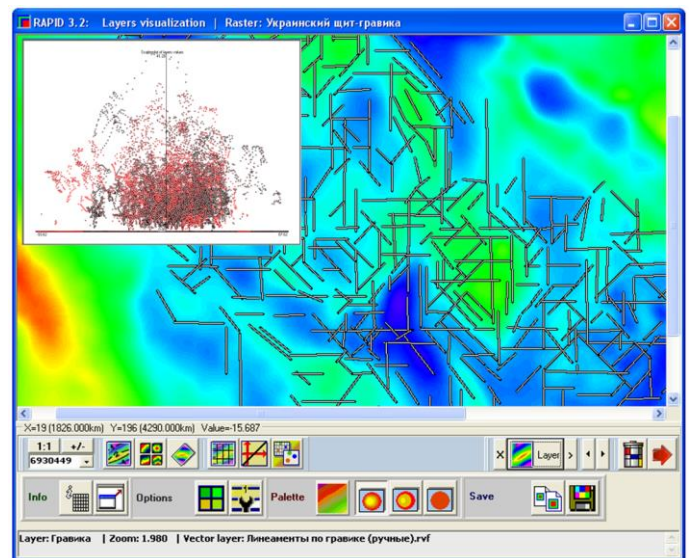 RAPID 3.2: Layers visualization | Raster: Украинский щит-гравика
X=19 (1826.000km) Y=196 (4290.000km) Value=-15.687
1:1 +/-
6930449
× Layer >
Info Options Palette Save
Layer: Гравика | Zoom: 1.980 | Vector layer: Линеаменты по гравике (ручные).rvf